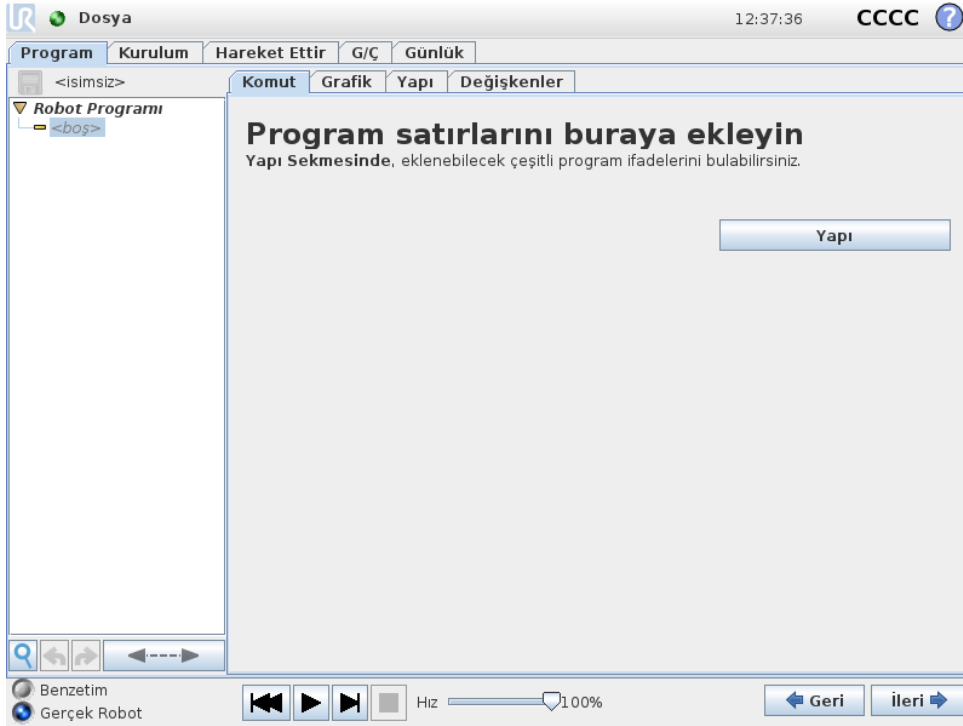 UR Dosya 12:37:36 CCCC ?
Program Kurulum Hareket Ettir G/Ç Günlük
<isimsiz> Komut Grafik Yapı Değişkenler
Robot Programı
<boş>
Program satırlarını buraya ekleyin
Yapı Sekmesinde, eklenebilecek çeşitli program ifadelerini bulabilirsiniz.
Yapı
Benzetim
Gerçek Robot
Hız 100%
Geri İleri